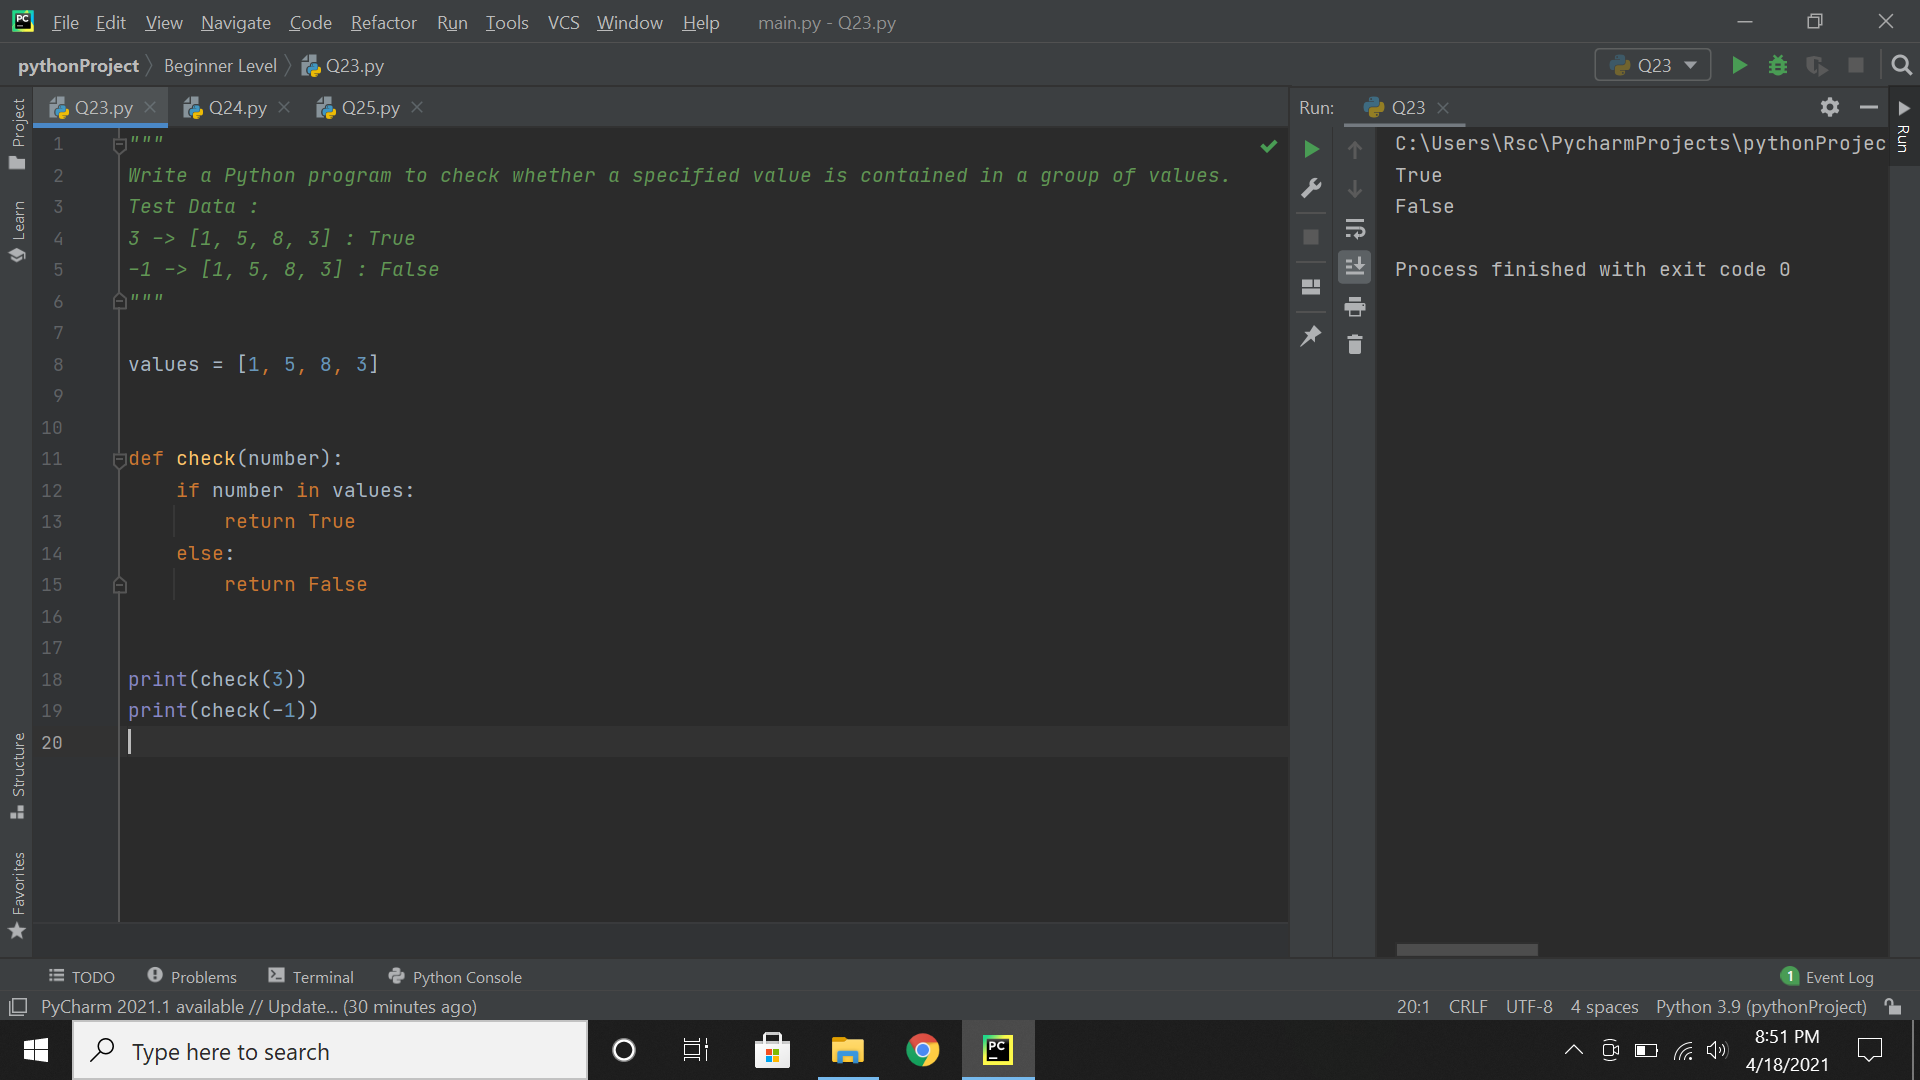 PC File Edit View Navigate Code Refactor Run Tools VCS Window Help main.py - Q23.py
pythonProject Beginner Level Q23.py Q23
Q23.py Q24.py Q25.py
Run: Q23
Project
Learn
Structure
Favorites
Run
1 """
2 Write a Python program to check whether a specified value is contained in a group of values.
3 Test Data :
4 3 -> [1, 5, 8, 3] : True
5 -1 -> [1, 5, 8, 3] : False
6 """
7
8 values = [1, 5, 8, 3]
9
10
11 def check(number):
12 if number in values:
13 return True
14 else:
15 return False
16
17
18 print(check(3))
19 print(check(-1))
20
C:\Users\Rsc\PycharmProjects\pythonProjec
True
False
Process finished with exit code 0
TODO Problems Terminal Python Console 1 Event Log
PyCharm 2021.1 available // Update... (30 minutes ago) 20:1 CRLF UTF-8 4 spaces Python 3.9 (pythonProject)
Type here to search PC 8:51 PM
4/18/2021